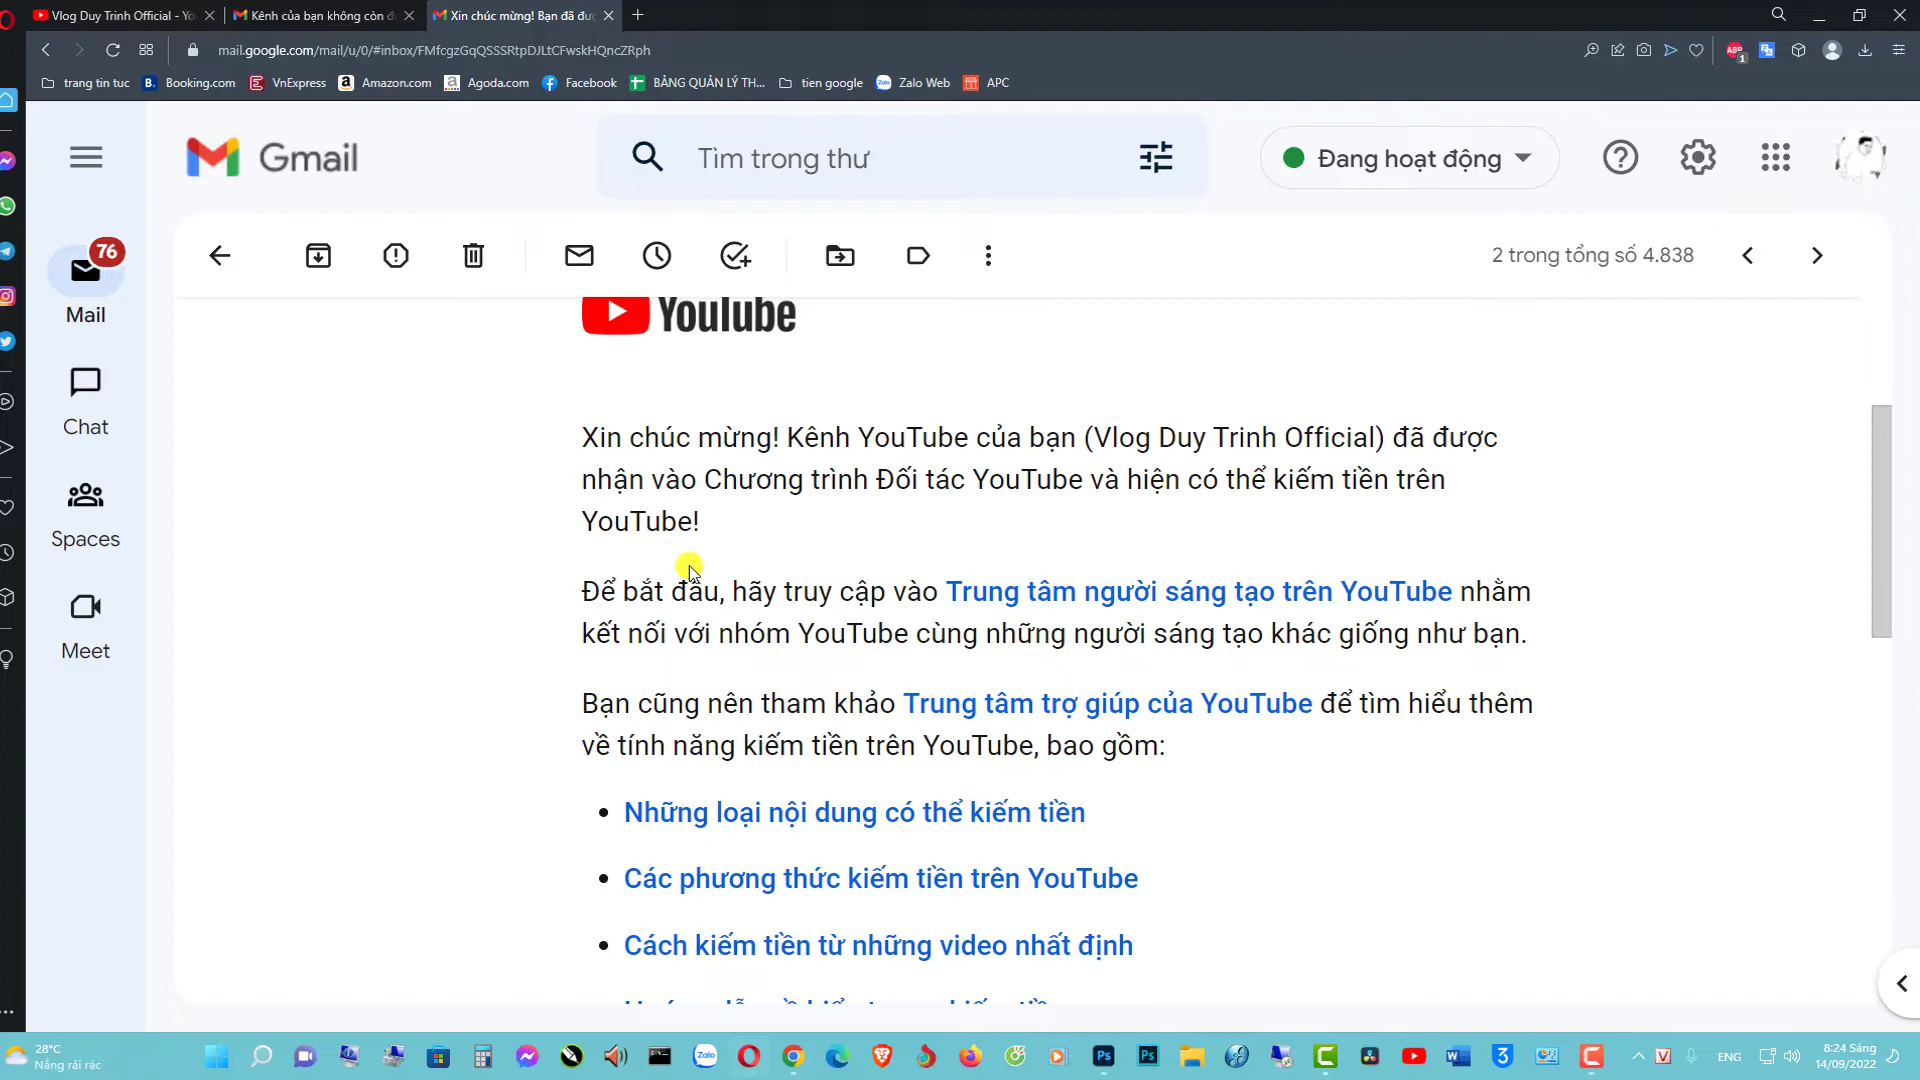 Vlog Duy Trinh Official - Yo
Kênh của bạn không còn đ
Xin chúc mừng! Bạn đã đư
mail.google.com/mail/u/0/#inbox/FMfcgzGqQSSSRtpDJLtCFwskHQncZRph
ABP
1
trang tin tuc
B.
Booking.com
E
VnExpress
Amazon.com
Agoda.com
Facebook
BẢNG QUẢN LÝ TH...
tien google
Zalo Web
APC
Gmail
Tìm trong thư
Đang hoạt động
76
Mail
Chat
Spaces
Meet
2 trong tổng số 4.838
YouTube
Xin chúc mừng! Kênh YouTube của bạn (Vlog Duy Trinh Official) đã được
nhận vào Chương trình Đối tác YouTube và hiện có thể kiếm tiền trên
YouTube!
Để bắt đầu, hãy truy cập vào Trung tâm người sáng tạo trên YouTube nhằm
kết nối với nhóm YouTube cùng những người sáng tạo khác giống như bạn.
Bạn cũng nên tham khảo Trung tâm trợ giúp của YouTube để tìm hiểu thêm
về tính năng kiếm tiền trên YouTube, bao gồm:
• Những loại nội dung có thể kiếm tiền
• Các phương thức kiếm tiền trên YouTube
• Cách kiếm tiền từ những video nhất định
28°C
Nắng rải rác
Zalo
Ps
Ps
W
3
C
V
ENG
8:24 Sáng
14/09/2022